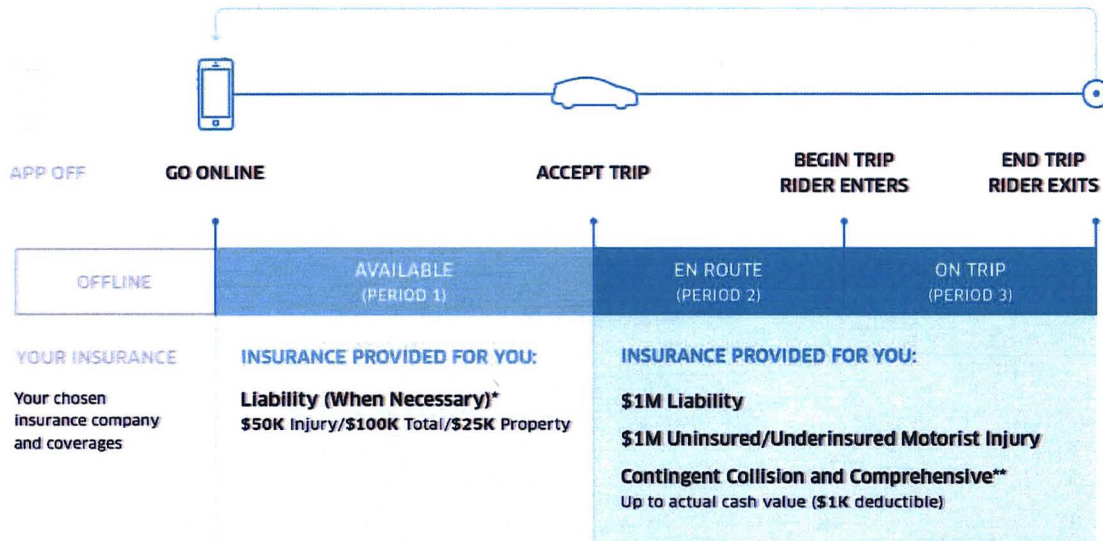 APP OFF
GO ONLINE
ACCEPT TRIP
BEGIN TRIP
RIDER ENTERS
END TRIP
RIDER EXITS
OFFLINE
AVAILABLE
(PERIOD 1)
EN ROUTE
(PERIOD 2)
ON TRIP
(PERIOD 3)
YOUR INSURANCE
Your chosen
insurance company
and coverages
INSURANCE PROVIDED FOR YOU:
Liability (When Necessary)*
$50K Injury/$100K Total/$25K Property
INSURANCE PROVIDED FOR YOU:
$1M Liability
$1M Uninsured/Underinsured Motorist Injury
Contingent Collision and Comprehensive**
Up to actual cash value ($1K deductible)